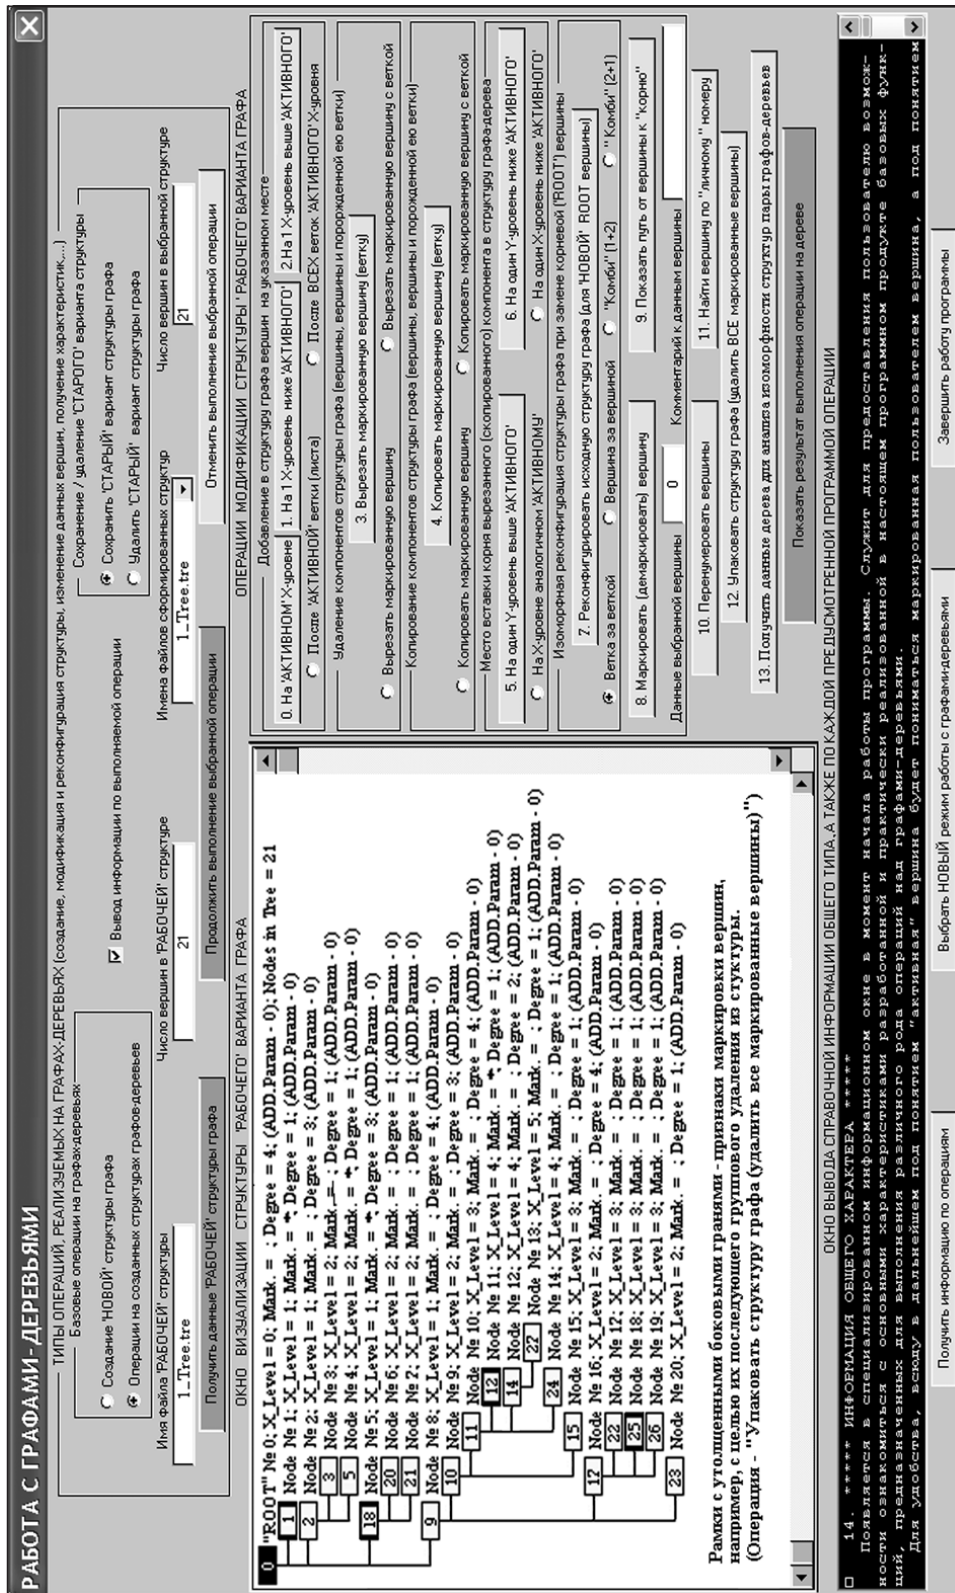 РАБОТА С ГРАФАМИ-ДЕРЕВЬЯМИ
ТИПЫ ОПЕРАЦИЙ, РЕАЛИЗУЕМЫХ НА ГРАФАХ-ДЕРЕВЬЯХ (создание, модификация и реконфигурация структуры, изменение данных вершин, получение характеристик,...)
Базовые операции на графах-деревьях
Создание 'НОВОЙ' структуры графа
Операции на созданных структурах графов-деревьев
Вывод информации по выполняемой операции
Сохранение / удаление 'СТАРОГО' варианта структуры
Сохранить 'СТАРЫЙ' вариант структуры графа
Удалить 'СТАРЫЙ' вариант структуры графа
Имя файла 'РАБОЧЕЙ' структуры
Число вершин в 'РАБОЧЕЙ' структуре
Имена файлов сформированных структур
Число вершин в выбранной структуре
1_Tree.tre
21
1_Tree.tre
21
Получить данные 'РАБОЧЕЙ' структуры графа
Продолжить выполнение выбранной операции
Отменить выполнение выбранной операции
ОКНО ВИЗУАЛИЗАЦИИ СТРУКТУРЫ 'РАБОЧЕГО' ВАРИАНТА ГРАФА
0 "ROOT" № 0; X_Level = 0; Mark. = ; Degree = 4; (ADD.Param - 0); Nodes in Tree = 21
1 Node № 1; X_Level = 1; Mark. = *; Degree = 1; (ADD.Param - 0)
2 Node № 2; X_Level = 1; Mark. = ; Degree = 3; (ADD.Param - 0)
3 Node № 3; X_Level = 2; Mark. = ; Degree = 1; (ADD.Param - 0)
5 Node № 4; X_Level = 2; Mark. = *; Degree = 1; (ADD.Param - 0)
18 Node № 5; X_Level = 1; Mark. = *; Degree = 3; (ADD.Param - 0)
20 Node № 6; X_Level = 2; Mark. = ; Degree = 1; (ADD.Param - 0)
21 Node № 7; X_Level = 2; Mark. = ; Degree = 1; (ADD.Param - 0)
9 Node № 8; X_Level = 1; Mark. = ; Degree = 4; (ADD.Param - 0)
10 Node № 9; X_Level = 2; Mark. = ; Degree = 3; (ADD.Param - 0)
11 Node № 10; X_Level = 3; Mark. = ; Degree = 4; (ADD.Param - 0)
12 Node № 11; X_Level = 4; Mark. = *; Degree = 1; (ADD.Param - 0)
14 Node № 12; X_Level = 4; Mark. = ; Degree = 2; (ADD.Param - 0)
22 Node № 13; X_Level = 5; Mark. = ; Degree = 1; (ADD.Param - 0)
24 Node № 14; X_Level = 4; Mark. = ; Degree = 1; (ADD.Param - 0)
15 Node № 15; X_Level = 3; Mark. = ; Degree = 1; (ADD.Param - 0)
12 Node № 16; X_Level = 2; Mark. = ; Degree = 4; (ADD.Param - 0)
22 Node № 12; X_Level = 3; Mark. = ; Degree = 1; (ADD.Param - 0)
25 Node № 18; X_Level = 3; Mark. = ; Degree = 1; (ADD.Param - 0)
26 Node № 19; X_Level = 3; Mark. = ; Degree = 1; (ADD.Param - 0)
23 Node № 20; X_Level = 2; Mark. = ; Degree = 1; (ADD.Param - 0)
Рамки с утолщенными боковыми гранями - признаки маркировки вершин,
например, с целью их последующего группового удаления из стуктуры.
(Операция - "Упаковать структуру графа (удалить все маркированные вершины)")
ОПЕРАЦИИ МОДИФИКАЦИИ СТРУКТУРЫ 'РАБОЧЕГО' ВАРИАНТА ГРАФА
Добавление в структуру графа вершин на указанном месте
0. На 'АКТИВНОМ' X-уровне
1. На 1 X-уровень ниже 'АКТИВНОГО'
2. На 1 X-уровень выше 'АКТИВНОГО'
После 'АКТИВНОЙ' ветки (листа)
После ВСЕХ веток 'АКТИВНОГО' X-уровня
Удаление компонентов структуры графа (вершины, вершины и порожденной ею ветки)
3. Вырезать маркированную вершину (ветку)
Вырезать маркированную вершину
Вырезать маркированную вершину с веткой
Копирование компонентов структуры графа (вершины, вершины и порожденной ею ветки)
4. Копировать маркированную вершину (ветку)
Копировать маркированную вершину
Копировать маркированную вершину с веткой
Место вставки корня вырезанного (скопированного) компонента в структуру графа-дерева
5. На один Y-уровень выше 'АКТИВНОГО'
6. На один Y-уровень ниже 'АКТИВНОГО'
На X-уровне аналогичном 'АКТИВНОМУ'
На один X-уровень ниже 'АКТИВНОГО'
Изоморфная реконфигурация структуры графа при замене корневой ('ROOT') вершины
7. Реконфигурировать исходную структуру графа (для 'НОВОЙ' ROOT вершины)
Ветка за веткой
Вершина за вершиной
"Комби" (1+2)
"Комби" (2+1)
8. Маркировать (демаркировать) вершину
9. Показать путь от вершины к "корню"
Данные выбранной вершины
0
Комментарий к данным вершины
10. Перенумеровать вершины
11. Найти вершину по "личному" номеру
12. Упаковать структуру графа (удалить ВСЕ маркированные вершины)
13. Получить данные дерева для анализа изоморфности структур пары графов-деревьев
Показать результат выполнения операции на дереве
ОКНО ВЫВОДА СПРАВОЧНОЙ ИНФОРМАЦИИ ОБЩЕГО ТИПА, А ТАКЖЕ ПО КАЖДОЙ ПРЕДУСМОТРЕННОЙ ПРОГРАММОЙ ОПЕРАЦИИ
14. ***** ИНФОРМАЦИЯ ОБЩЕГО ХАРАКТЕРА *****
Появляется в специализированном информационном окне в момент начала работы программы. Служит для предоставления пользователю возмож-
ности ознакомиться с основными характеристиками разработанной и практически реализованной в настоящем программном продукте базовых функ-
ций, предназначенных для выполнения различного рода операций над графами-деревьями.
Для удобства, всюду в дальнейшем под понятием "активная" вершина будет пониматься маркированная пользователем вершина, а под понятием
Получить информацию по операциям
Выбрать НОВЫЙ режим работы с графами-деревьями
Завершить работу программы